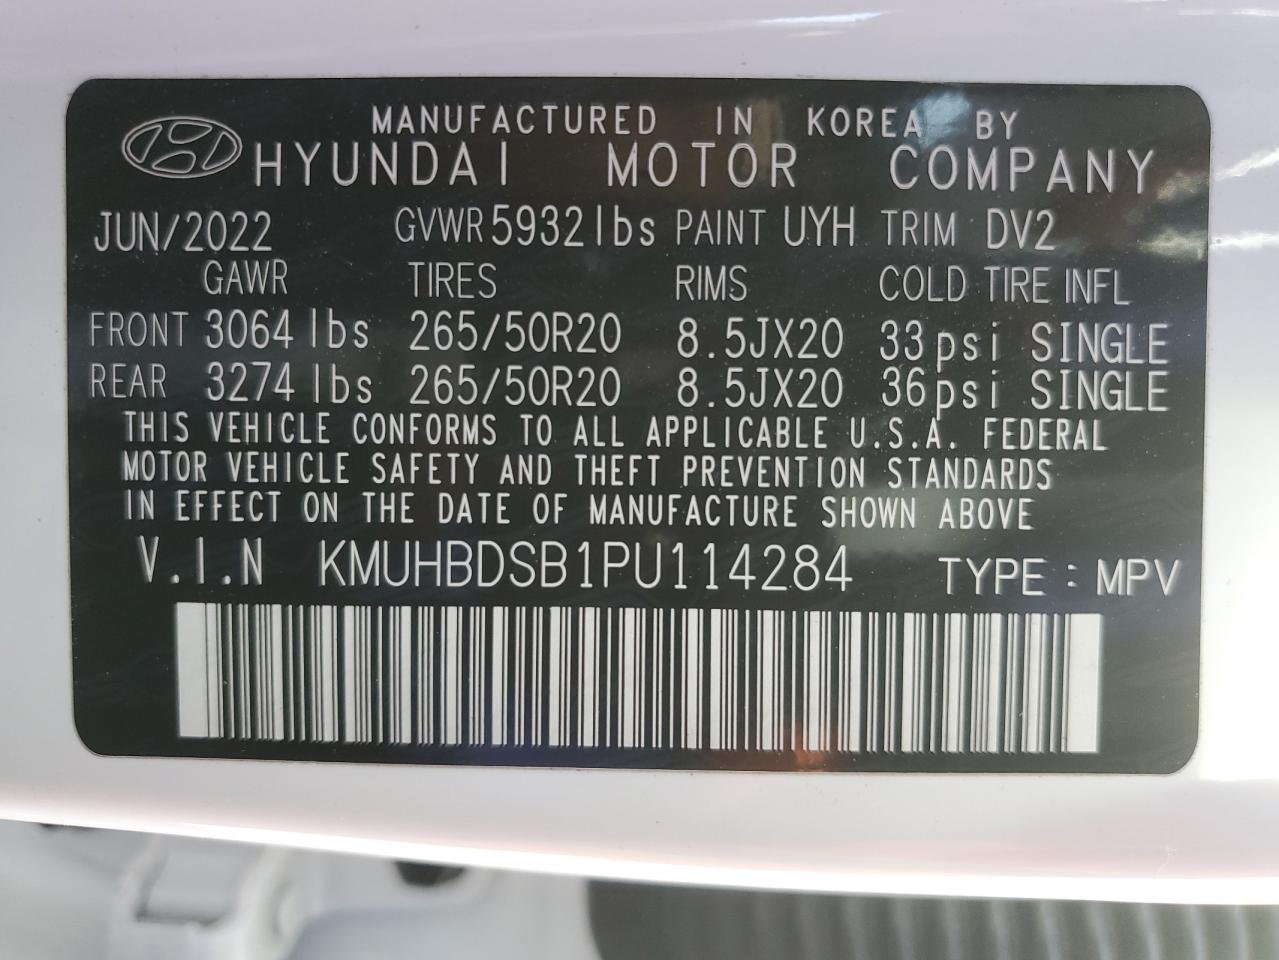 MANUFACTURED IN KOREA BY
HYUNDAI MOTOR COMPANY
JUN/2022 GVWR 5932lbs PAINT UYH TRIM DV2
GAWR TIRES RIMS COLD TIRE INFL
FRONT 3064lbs 265/50R20 8.5JX20 33psi SINGLE
REAR 3274lbs 265/50R20 8.5JX20 36psi SINGLE
THIS VEHICLE CONFORMS TO ALL APPLICABLE U.S.A. FEDERAL
MOTOR VEHICLE SAFETY AND THEFT PREVENTION STANDARDS
IN EFFECT ON THE DATE OF MANUFACTURE SHOWN ABOVE
V.I.N KMUHBDSB1PU114284 TYPE : MPV